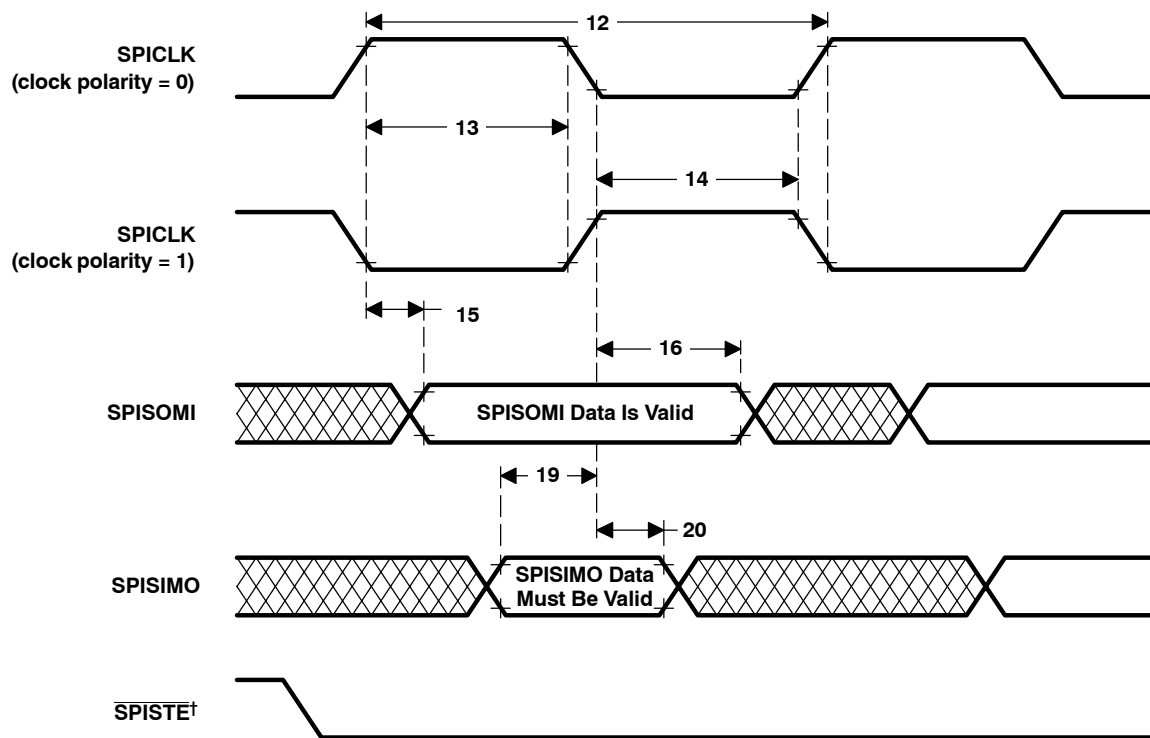 12
SPICLK
(clock polarity = 0)
13
14
SPICLK
(clock polarity = 1)
15
16
SPISOMI
SPISOMI Data Is Valid
19
20
SPISIMO
SPISIMO Data
Must Be Valid
SPISTE†